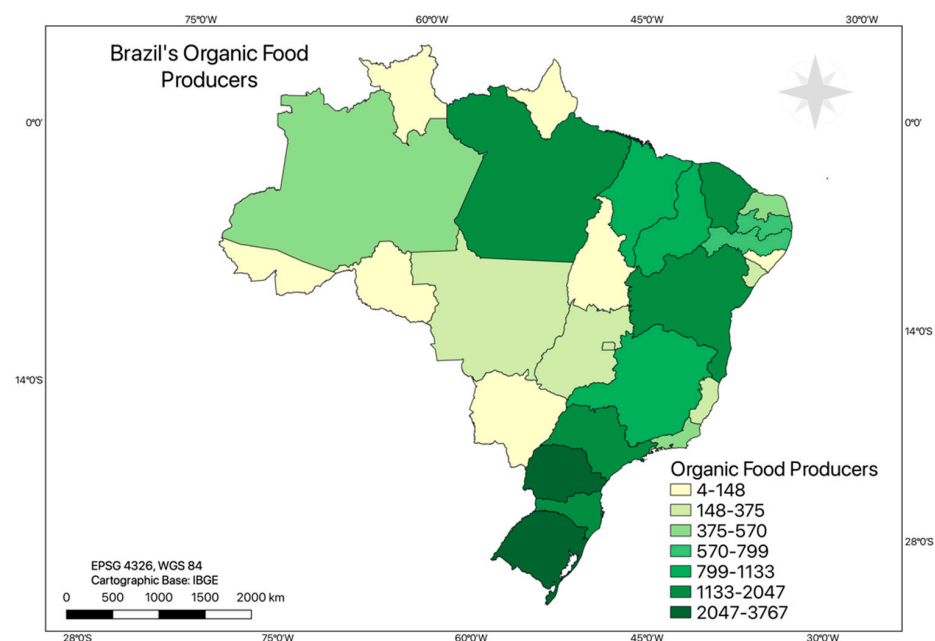 75°0'W 60°0'W 45°0'W 30°0'W
Brazil's Organic Food
Producers
0°0' 0°0'
14°0'S
14°0'S
Organic Food Producers
4-148
148-375
375-570
570-799
799-1133
1133-2047
2047-3767
28°0'S
EPSG 4326, WGS 84
Cartographic Base: IBGE
0 500 1000 1500 2000 km
28°0'S 75°0'W 60°0'W 45°0'W 30°0'W